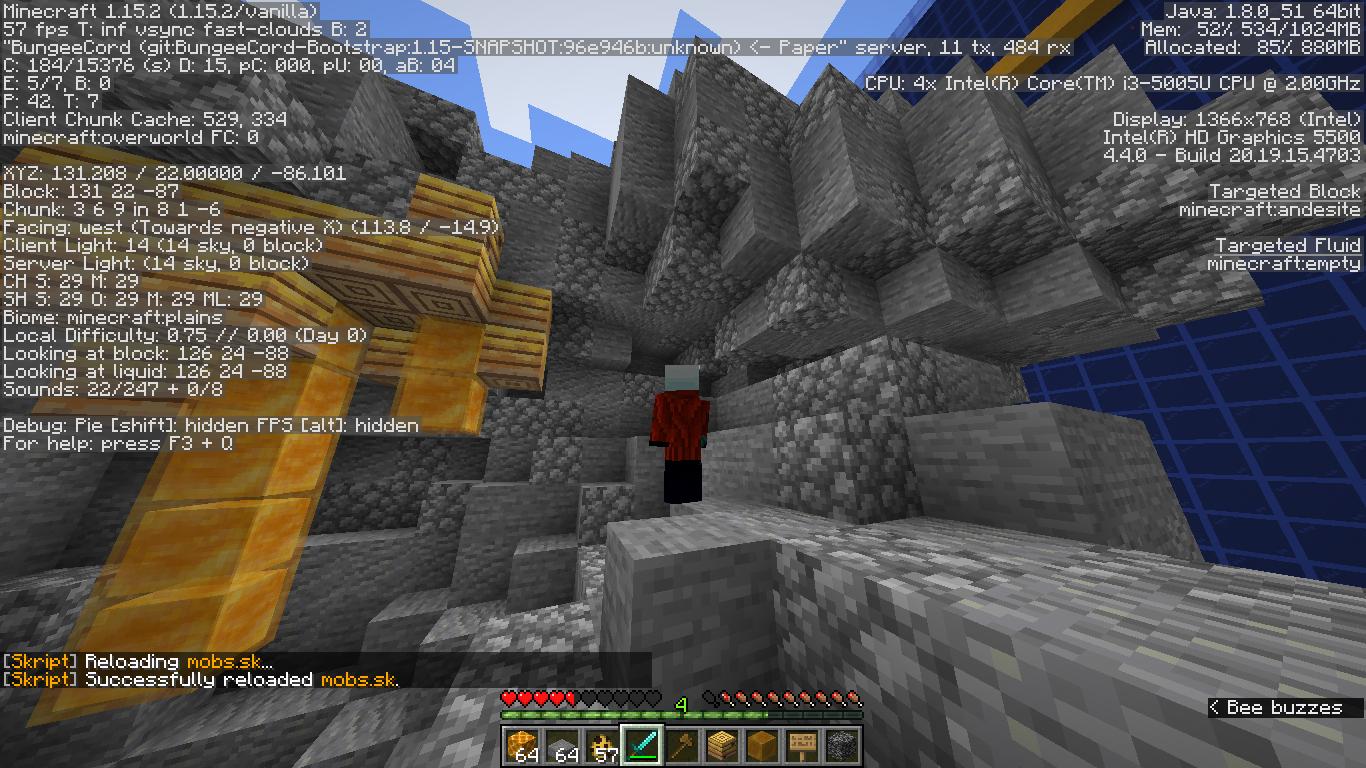 Minecraft 1.15.2 (1.15.2/vanilla)
57 fps T: inf vsync fast-clouds B: 2
"BungeeCord (git:BungeeCord-Bootstrap:1.15-SNAPSHOT:96e946b:unknown) <- Paper" server, 11 tx, 484 rx
C: 184/15376 (s) D: 15, pC: 000, pU: 00, aB: 04
E: 5/7, B: 0
P: 42. T: 7
Client Chunk Cache: 529, 334
minecraft:overworld FC: 0
XYZ: 131.208 / 22.00000 / -86.101
Block: 131 22 -87
Chunk: 3 6 9 in 8 1 -6
Facing: west (Towards negative X) (113.8 / -14.9)
Client Light: 14 (14 sky, 0 block)
Server Light: (14 sky, 0 block)
CH S: 29 M: 29
SH S: 29 O: 29 M: 29 ML: 29
Biome: minecraft:plains
Local Difficulty: 0.75 // 0.00 (Day 0)
Looking at block: 126 24 -88
Looking at liquid: 126 24 -88
Sounds: 22/247 + 0/8
Debug: Pie [shift]: hidden FPS [alt]: hidden
For help: press F3 + Q
Java: 1.8.0_51 64bit
Mem: 52% 534/1024MB
Allocated: 85% 880MB
CPU: 4x Intel(R) Core(TM) i3-5005U CPU @ 2.00GHz
Display: 1366x768 (Intel)
Intel(R) HD Graphics 5500
4.4.0 - Build 20.19.15.4703
Targeted Block
minecraft:andesite
Targeted Fluid
minecraft:empty
[Skript] Reloading mobs.sk...
[Skript] Successfully reloaded mobs.sk.
< Bee buzzes
4
64 64 57